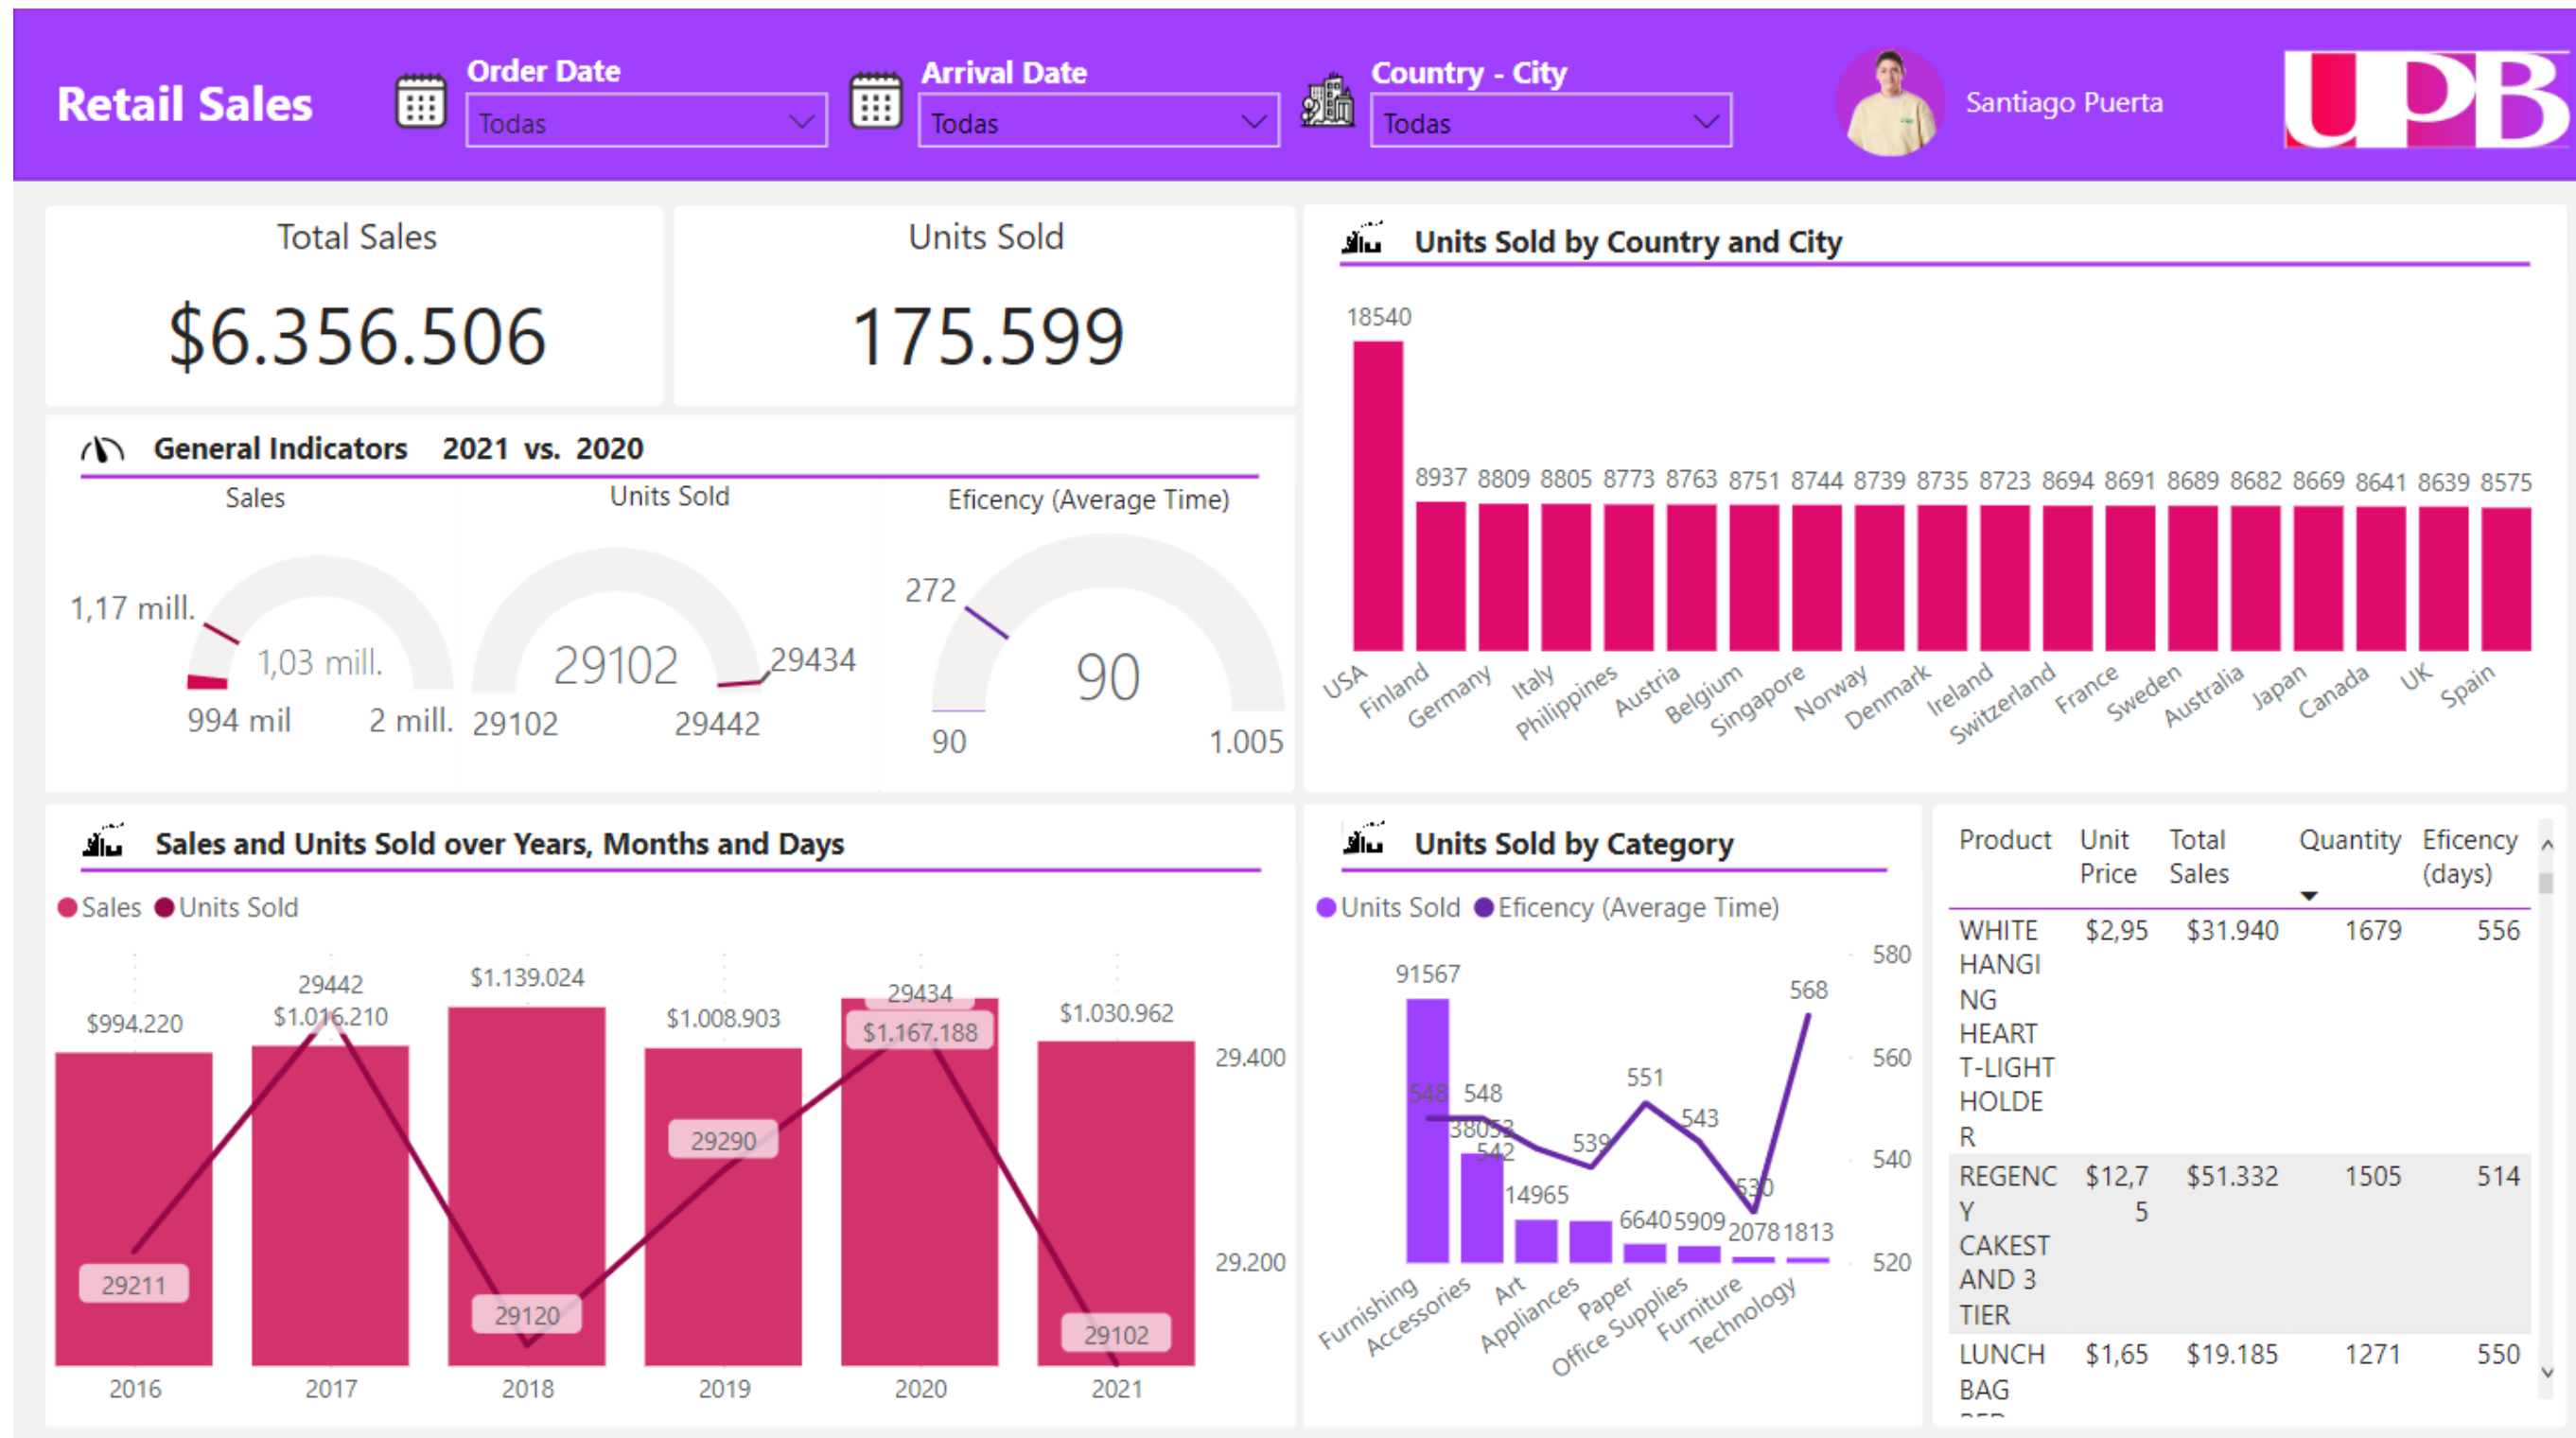 Retail Sales
Order Date
Todas
Arrival Date
Todas
Country - City
Todas
Santiago Puerta
UPB
Total Sales
$6.356.506
Units Sold
175.599
General Indicators 2021 vs. 2020
Sales
1,17 mill.
1,03 mill.
994 mil
2 mill.
Units Sold
29102
29434
29102
29442
Eficency (Average Time)
272
90
90
1.005
Units Sold by Country and City
18540
8937 8809 8805 8773 8763 8751 8744 8739 8735 8723 8694 8691 8689 8682 8669 8641 8639 8575
USA Finland Germany Italy Philippines Austria Belgium Singapore Norway Denmark Ireland Switzerland France Sweden Australia Japan Canada UK Spain
Sales and Units Sold over Years, Months and Days
Sales Units Sold
$994.220
29442
$1.016.210
$1.139.024
$1.008.903
29434
$1.167.188
$1.030.962
29.400
29290
29.200
29211
29120
29102
2016 2017 2018 2019 2020 2021
Units Sold by Category
Units Sold Eficency (Average Time)
580
91567
568
560
551
548 548
543
38053
542
539
540
530
14965
6640 5909 2078 1813
520
Furnishing Accessories Art Appliances Paper Office Supplies Furniture Technology
Product Unit Price Total Sales Quantity Eficency (days)
WHITE $2,95 $31.940 1679 556
HANGI
NG
HEART
T-LIGHT
HOLDE
R
REGENC $12,7 $51.332 1505 514
Y 5
CAKEST
AND 3
TIER
LUNCH $1,65 $19.185 1271 550
BAG